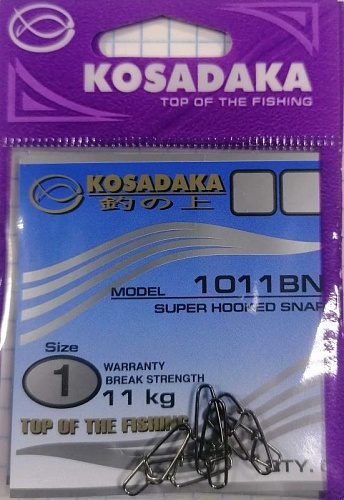 KOSADAKA
TOP OF THE FISHING
KOSADAKA
釣の上
MODEL 1011BN
SUPER HOOKED SNAP
Size
1
WARRANTY
BREAK STRENGTH
11 kg
TOP OF THE FISHING
QTY.